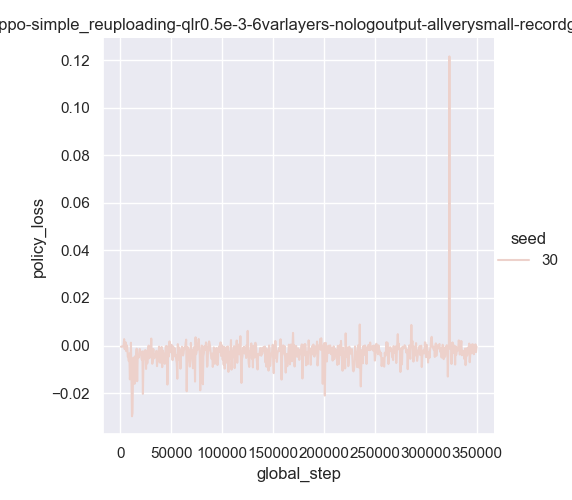 ppo-simple_reuploading-qlr0.5e-3-6varlayers-nologoutput-allverysmall-recordg
0.12
0.10
0.08
0.06
0.04
0.02
0.00
−0.02
policy_loss
0 50000 100000 150000 200000 250000 300000 350000
global_step
seed
30